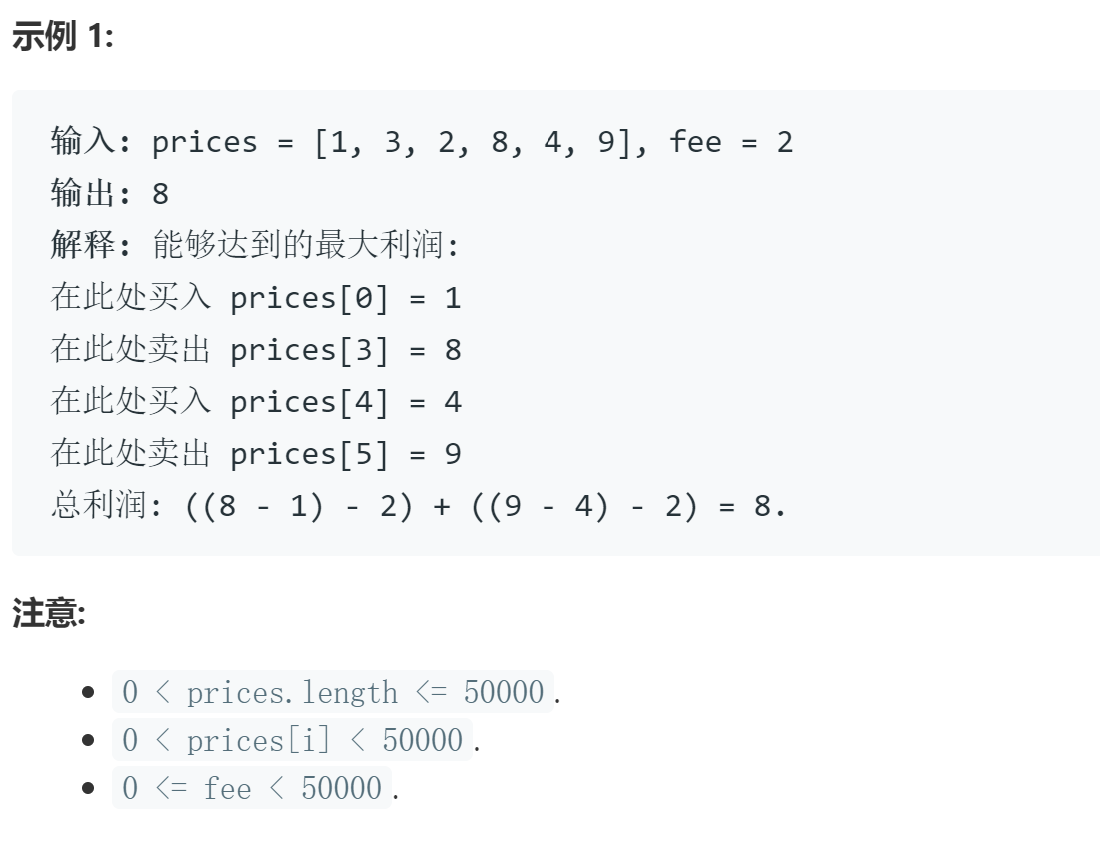 示例 1:
输入: prices = [1, 3, 2, 8, 4, 9], fee = 2
输出: 8
解释: 能够达到的最大利润:
在此处买入 prices[0] = 1
在此处卖出 prices[3] = 8
在此处买入 prices[4] = 4
在此处卖出 prices[5] = 9
总利润: ((8 - 1) - 2) + ((9 - 4) - 2) = 8.
注意:
0 < prices.length <= 50000.
0 < prices[i] < 50000.
0 <= fee < 50000.